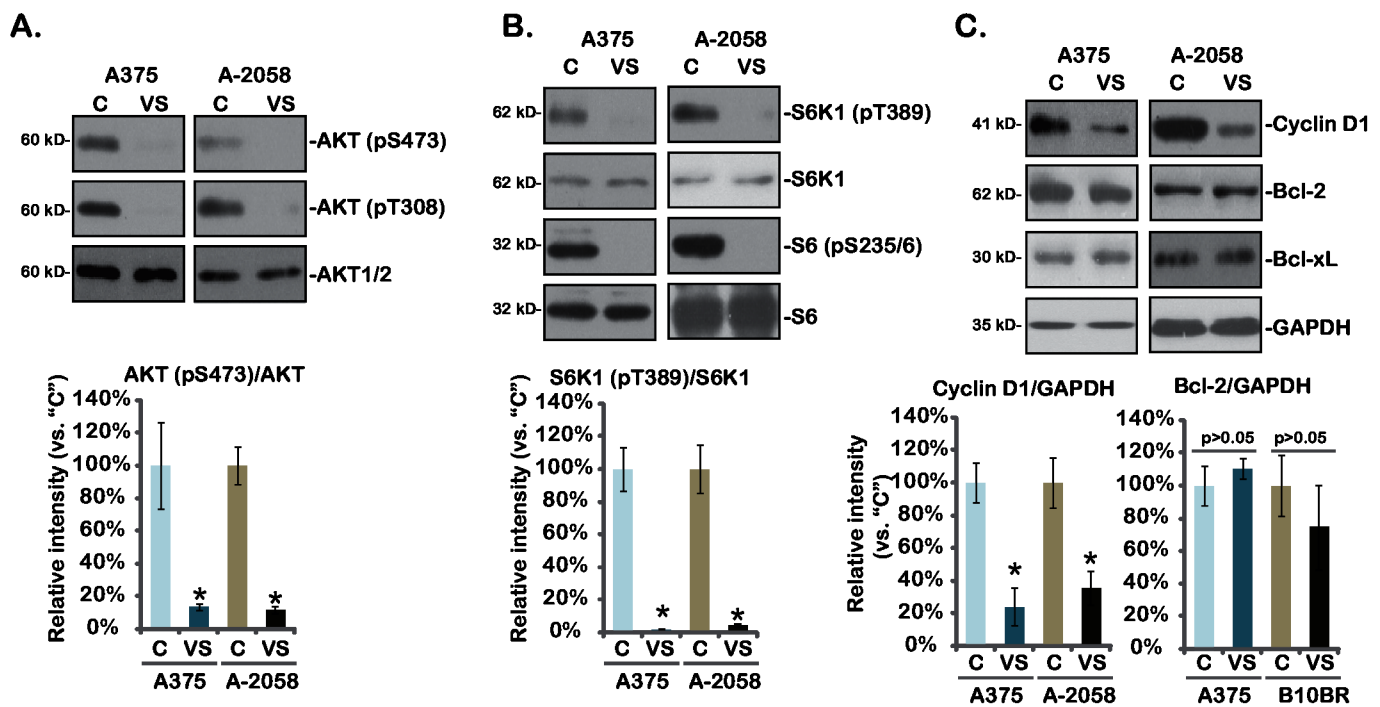 A.
A375 A-2058
C VS C VS
60 kD- -AKT (pS473)
60 kD- -AKT (pT308)
60 kD- -AKT1/2
AKT (pS473)/AKT
Relative intensity (vs. “C”)
140%
120%
100%
80%
60%
40%
20%
0%
* *
C VS C VS
A375 A-2058
B.
A375 A-2058
C VS C VS
62 kD- -S6K1 (pT389)
62 kD- -S6K1
32 kD- -S6 (pS235/6)
32 kD- -S6
S6K1 (pT389)/S6K1
Relative intensity (vs. “C”)
140%
120%
100%
80%
60%
40%
20%
0%
* *
C VS C VS
A375 A-2058
C.
A375 A-2058
C VS C VS
41 kD- -Cyclin D1
62 kD- -Bcl-2
30 kD- -Bcl-xL
35 kD- -GAPDH
Cyclin D1/GAPDH
Relative intensity
(vs. “C”)
140%
120%
100%
80%
60%
40%
20%
0%
* *
C VS C VS
A375 A-2058
Bcl-2/GAPDH
140%
120%
100%
80%
60%
140%
120%
0%
p>0.05 p>0.05
C VS C VS
A375 B10BR